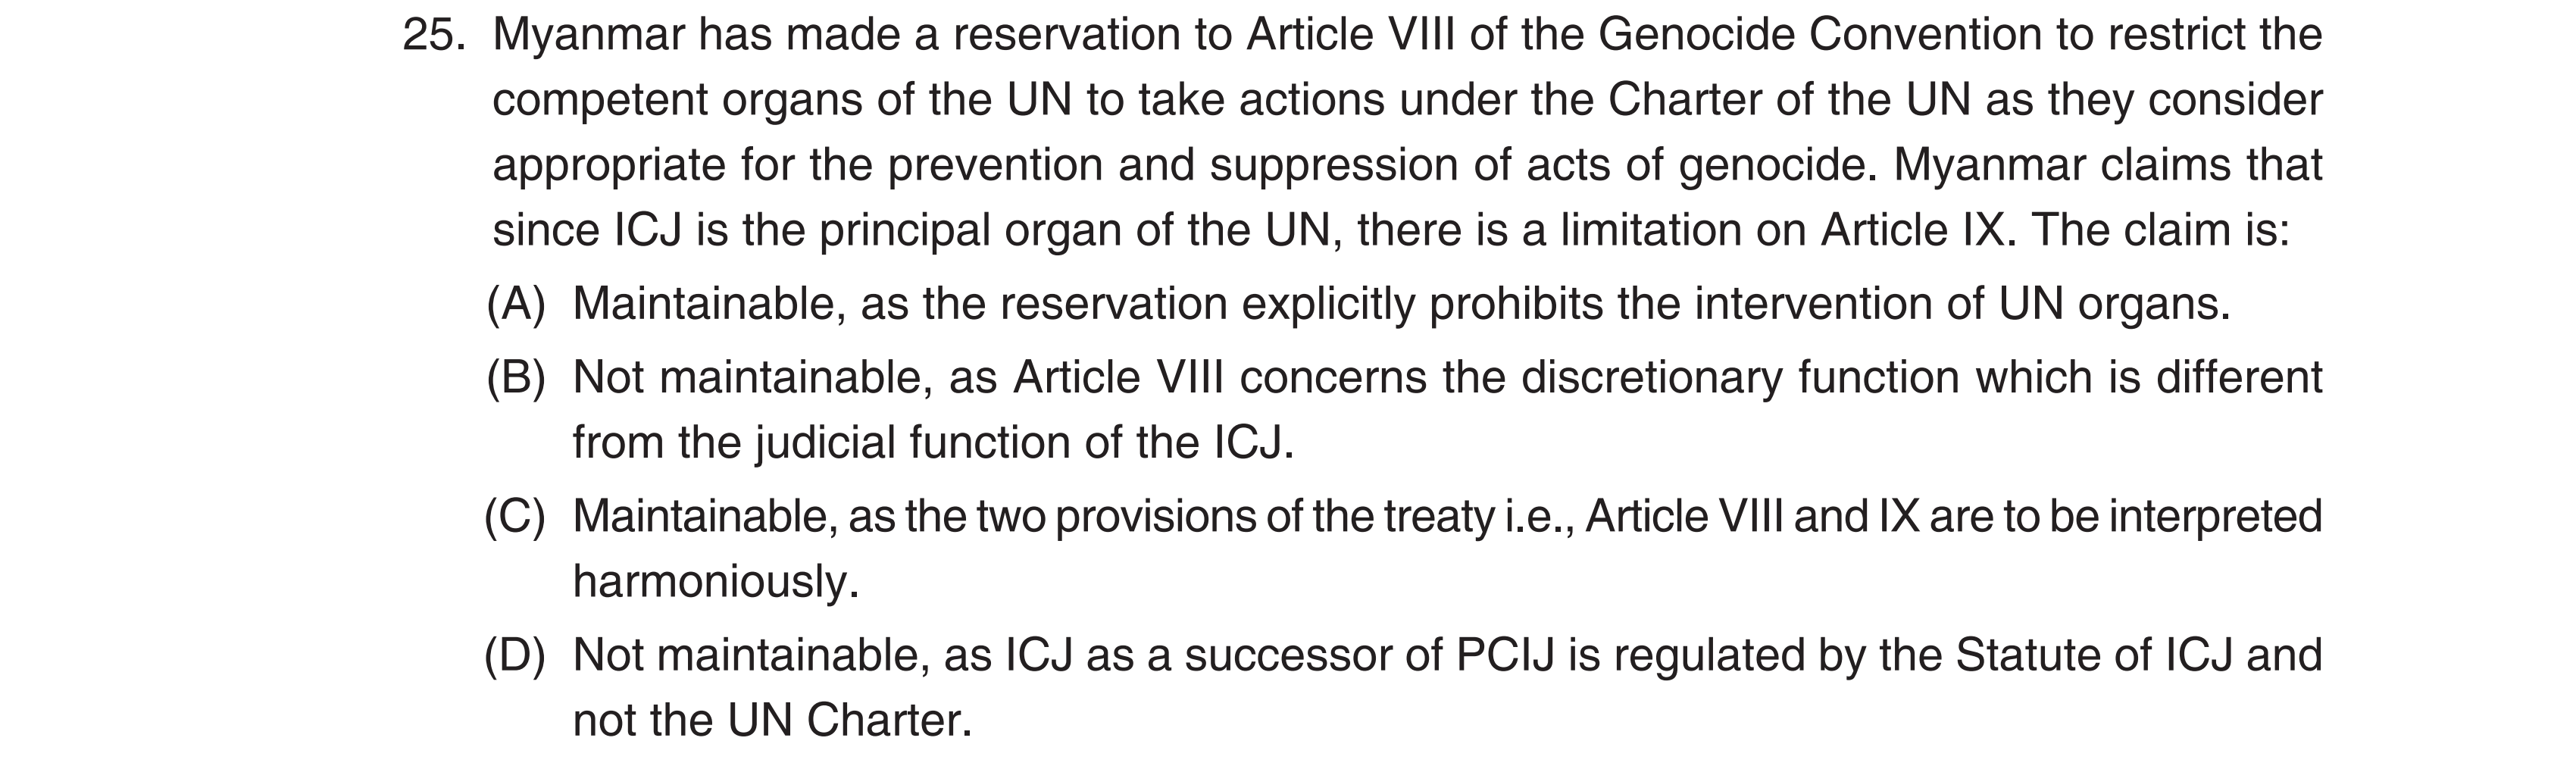 25. Myanmar has made a reservation to Article VIII of the Genocide Convention to restrict the
competent organs of the UN to take actions under the Charter of the UN as they consider
appropriate for the prevention and suppression of acts of genocide. Myanmar claims that
since ICJ is the principal organ of the UN, there is a limitation on Article IX. The claim is:
(A) Maintainable, as the reservation explicitly prohibits the intervention of UN organs.
(B) Not maintainable, as Article VIII concerns the discretionary function which is different
from the judicial function of the ICJ.
(C) Maintainable, as the two provisions of the treaty i.e., Article VIII and IX are to be interpreted
harmoniously.
(D) Not maintainable, as ICJ as a successor of PCIJ is regulated by the Statute of ICJ and
not the UN Charter.